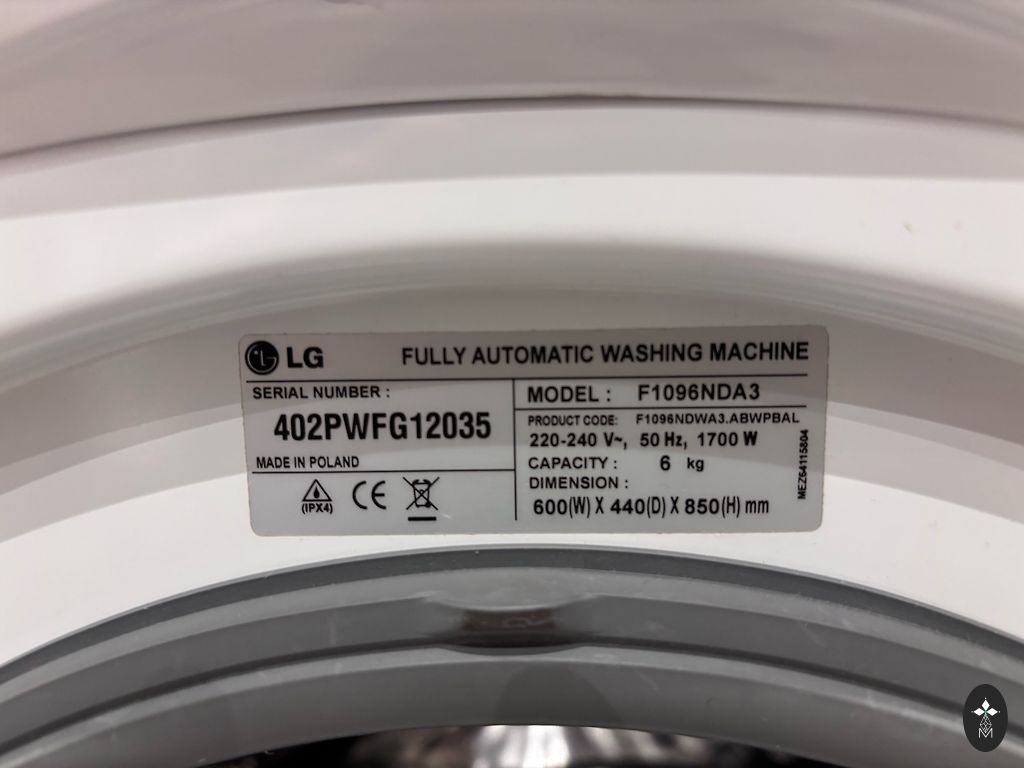 LG FULLY AUTOMATIC WASHING MACHINE
SERIAL NUMBER :
402PWFG12035
MADE IN POLAND
(IPX4) CE
MODEL : F1096NDA3
PRODUCT CODE: F1096NDWA3.ABWPBAL
220-240 V~, 50 Hz, 1700 W
CAPACITY : 6 kg
DIMENSION :
600(W) X 440(D) X 850(H) mm
MEZ64115804
M